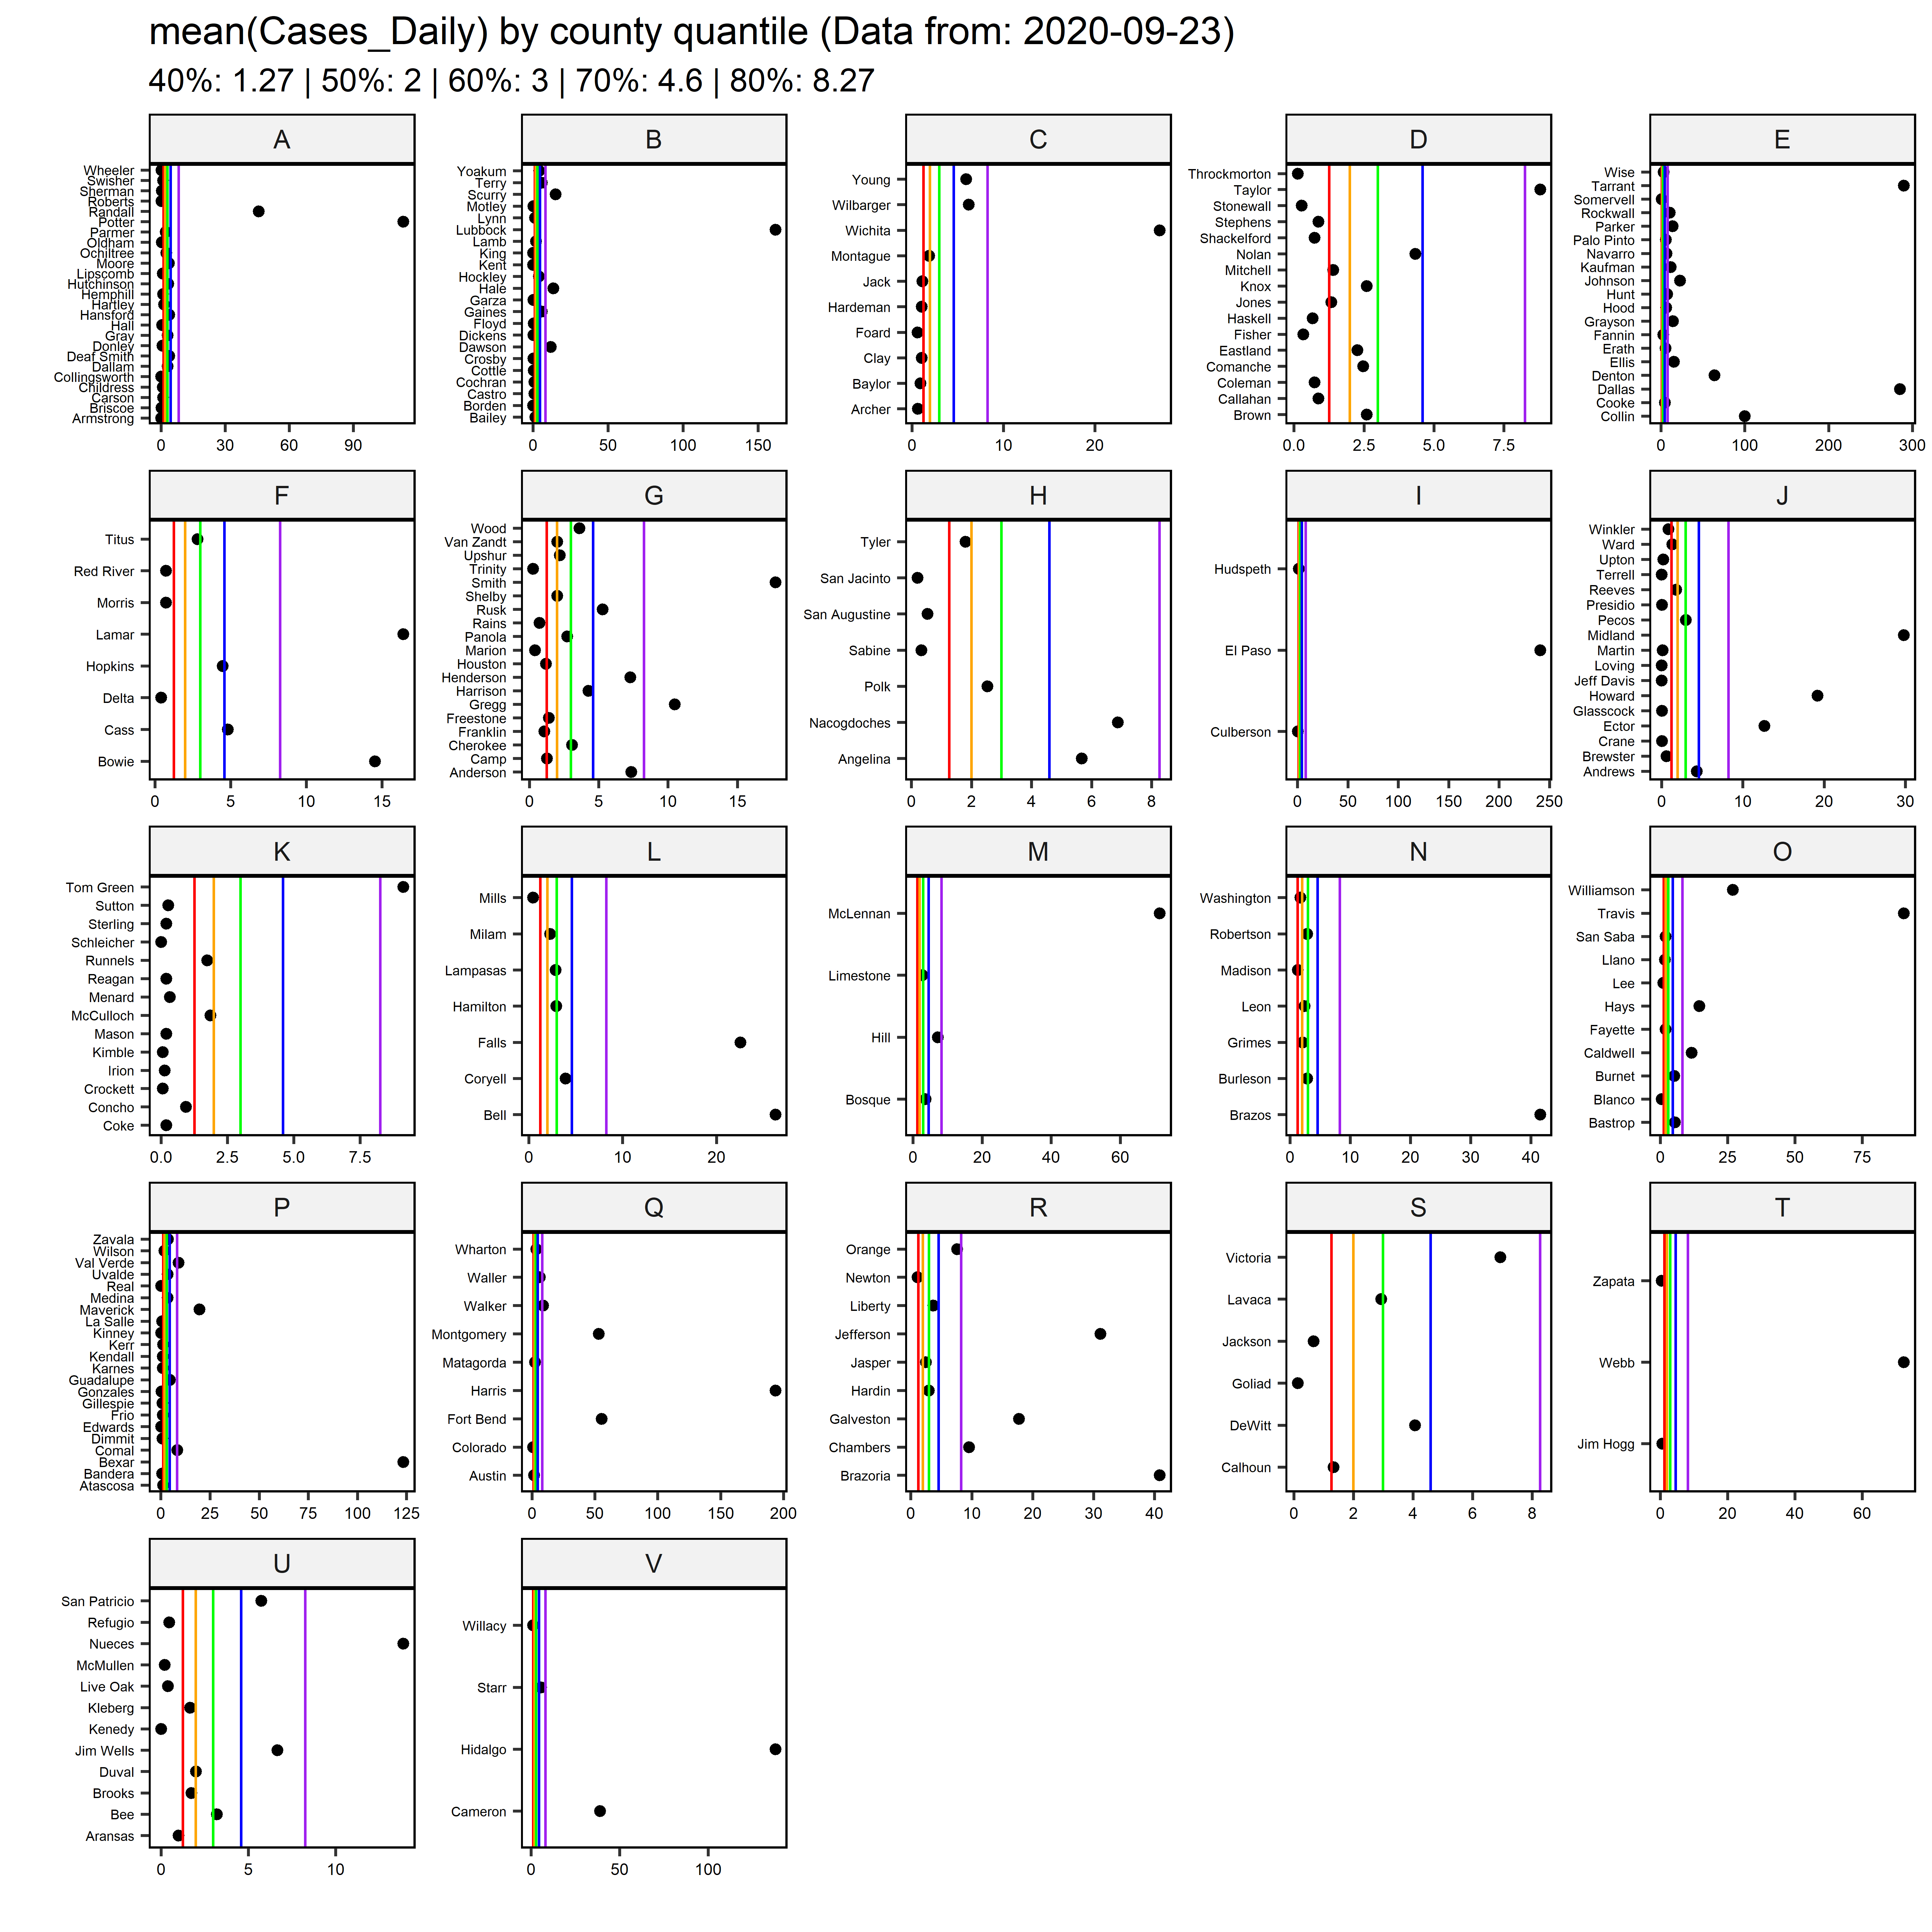 mean(Cases_Daily) by county quantile (Data from: 2020-09-23)
40%: 1.27 | 50%: 2 | 60%: 3 | 70%: 4.6 | 80%: 8.27
A
Wheeler
Swisher
Sherman
Roberts
Randall
Potter
Parmer
Oldham
Ochiltree
Moore
Lipscomb
Hutchinson
Hemphill
Hartley
Hansford
Hall
Gray
Donley
Deaf Smith
Dallam
Collingsworth
Childress
Carson
Briscoe
Armstrong
0 30 60 90
B
Yoakum
Terry
Scurry
Motley
Lynn
Lubbock
Lamb
King
Kent
Hockley
Hale
Garza
Gaines
Floyd
Dickens
Dawson
Crosby
Cottle
Cochran
Castro
Borden
Bailey
0 50 100 150
C
Young
Wilbarger
Wichita
Montague
Jack
Hardeman
Foard
Clay
Baylor
Archer
0 10 20
D
Throckmorton
Taylor
Stonewall
Stephens
Shackelford
Nolan
Mitchell
Knox
Jones
Haskell
Fisher
Eastland
Comanche
Coleman
Callahan
Brown
0.0 2.5 5.0 7.5
E
Wise
Tarrant
Somervell
Rockwall
Parker
Palo Pinto
Navarro
Kaufman
Johnson
Hunt
Hood
Grayson
Fannin
Erath
Ellis
Denton
Dallas
Cooke
Collin
0 100 200 300
F
Titus
Red River
Morris
Lamar
Hopkins
Delta
Cass
Bowie
0 5 10 15
G
Wood
Van Zandt
Upshur
Trinity
Smith
Shelby
Rusk
Rains
Panola
Marion
Houston
Henderson
Harrison
Gregg
Freestone
Franklin
Cherokee
Camp
Anderson
0 5 10 15
H
Tyler
San Jacinto
San Augustine
Sabine
Polk
Nacogdoches
Angelina
0 2 4 6 8
I
Hudspeth
El Paso
Culberson
0 50 100 150 200 250
J
Winkler
Ward
Upton
Terrell
Reeves
Presidio
Pecos
Midland
Martin
Loving
Jeff Davis
Howard
Glasscock
Ector
Crane
Brewster
Andrews
0 10 20 30
K
Tom Green
Sutton
Sterling
Schleicher
Runnels
Reagan
Menard
McCulloch
Mason
Kimble
Irion
Crockett
Concho
Coke
0.0 2.5 5.0 7.5
L
Mills
Milam
Lampasas
Hamilton
Falls
Coryell
Bell
0 10 20
M
McLennan
Limestone
Hill
Bosque
0 20 40 60
N
Washington
Robertson
Madison
Leon
Grimes
Burleson
Brazos
0 10 20 30 40
O
Williamson
Travis
San Saba
Llano
Lee
Hays
Fayette
Caldwell
Burnet
Blanco
Bastrop
0 25 50 75
P
Zavala
Wilson
Val Verde
Uvalde
Real
Medina
Maverick
La Salle
Kinney
Kerr
Kendall
Karnes
Guadalupe
Gonzales
Gillespie
Frio
Edwards
Dimmit
Comal
Bexar
Bandera
Atascosa
0 25 50 75 100 125
Q
Wharton
Waller
Walker
Montgomery
Matagorda
Harris
Fort Bend
Colorado
Austin
0 50 100 150 200
R
Orange
Newton
Liberty
Jefferson
Jasper
Hardin
Galveston
Chambers
Brazoria
0 10 20 30 40
S
Victoria
Lavaca
Jackson
Goliad
DeWitt
Calhoun
0 2 4 6 8
T
Zapata
Webb
Jim Hogg
0 20 40 60
U
San Patricio
Refugio
Nueces
McMullen
Live Oak
Kleberg
Kenedy
Jim Wells
Duval
Brooks
Bee
Aransas
0 5 10
V
Willacy
Starr
Hidalgo
Cameron
0 50 100